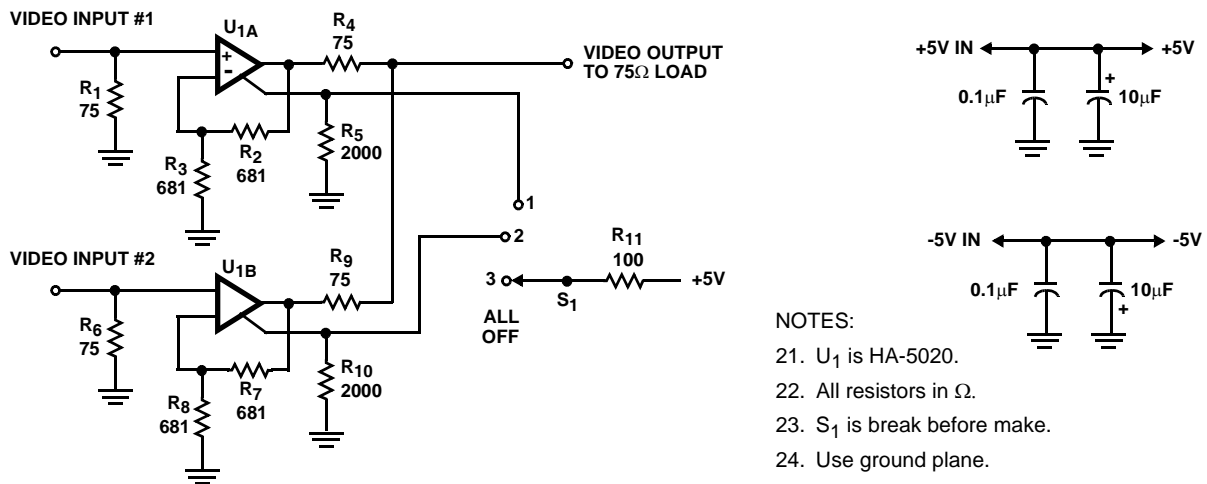 VIDEO INPUT #1
U1A
+
-
R1
75
R4
75
R2
681
R3
681
R5
2000
VIDEO OUTPUT
TO 75Ω LOAD
1
2
3
ALL
OFF
S1
R11
100
+5V
VIDEO INPUT #2
U1B
+
-
R6
75
R9
75
R7
681
R8
681
R10
2000
+5V IN
+5V
0.1μF
+
10μF
-5V IN
-5V
0.1μF
10μF
+
NOTES:
21. U1 is HA-5020.
22. All resistors in Ω.
23. S1 is break before make.
24. Use ground plane.